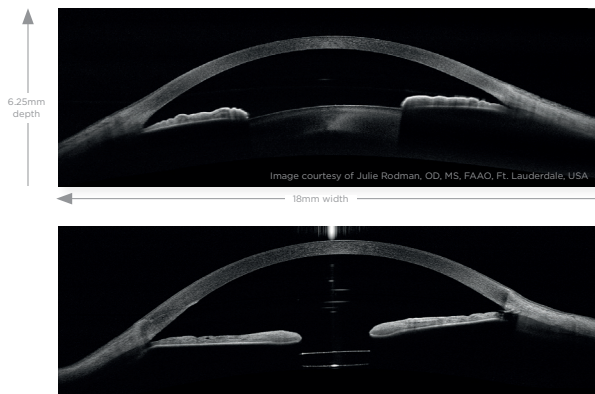 6.25mm
depth
Image courtesy of Julie Rodman, OD, MS, FAAO, Ft. Lauderdale, USA
18mm width